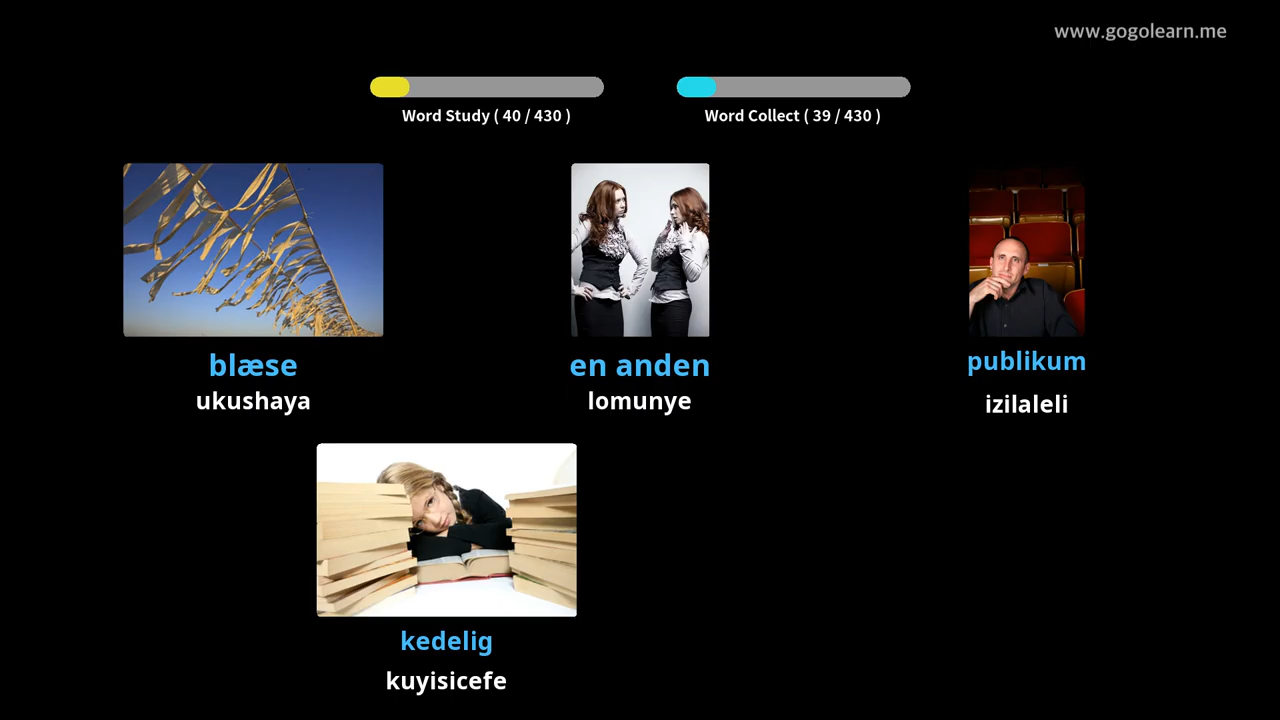 www.gogolearn.me
Word Study ( 40 / 430 )
Word Collect ( 39 / 430 )
blæse
ukushaya
en anden
lomunye
publikum
izilaleli
kedelig
kuyisicefe